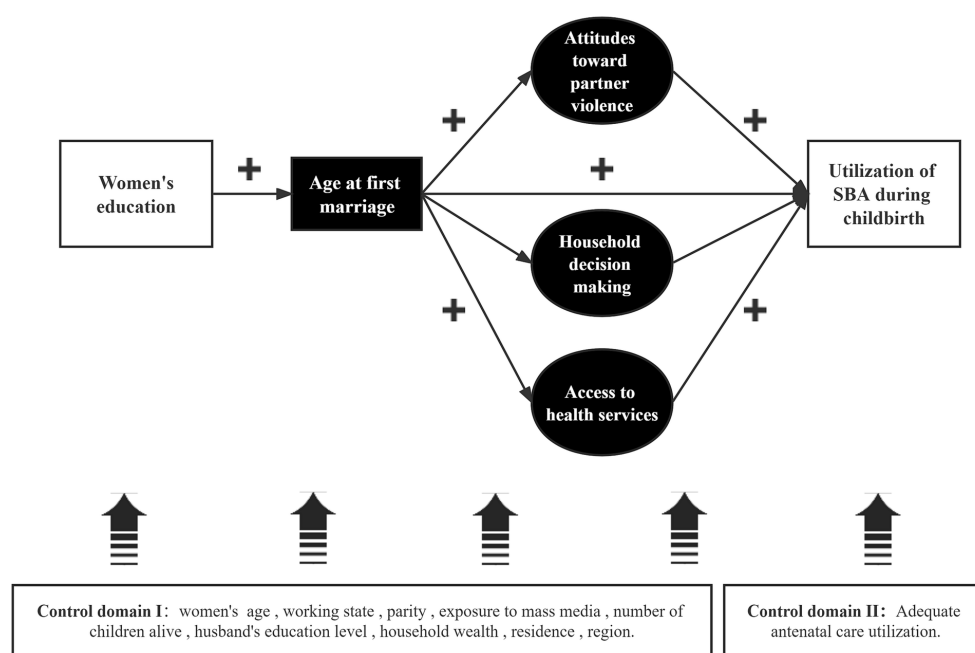 Attitudes
toward
partner
violence
+
+
+
+
Women's
education
Age at first
marriage
Utilization of
SBA during
childbirth
Household
decision
making
+
+
Access to
health services
Control domain I： women's age , working state , parity , exposure to mass media , number of
children alive , husband's education level , household wealth , residence , region.
Control domain II： Adequate
antenatal care utilization.